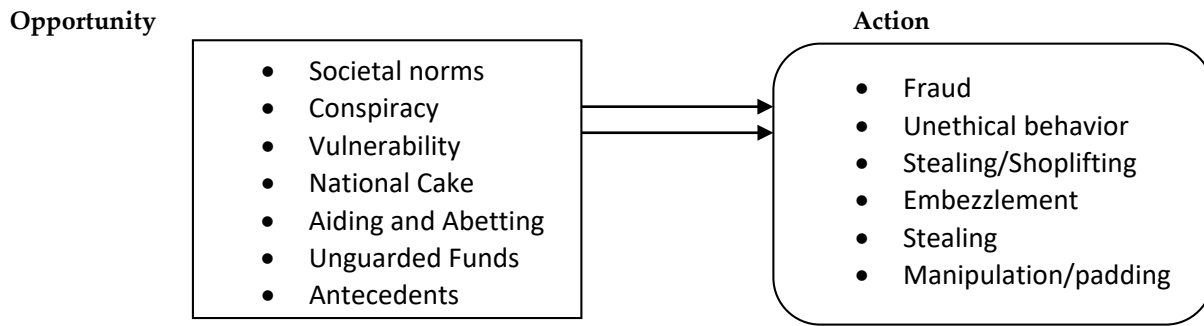 Opportunity
Action
• Societal norms
• Conspiracy
• Vulnerability
• National Cake
• Aiding and Abetting
• Unguarded Funds
• Antecedents
• Fraud
• Unethical behavior
• Stealing/Shoplifting
• Embezzlement
• Stealing
• Manipulation/padding